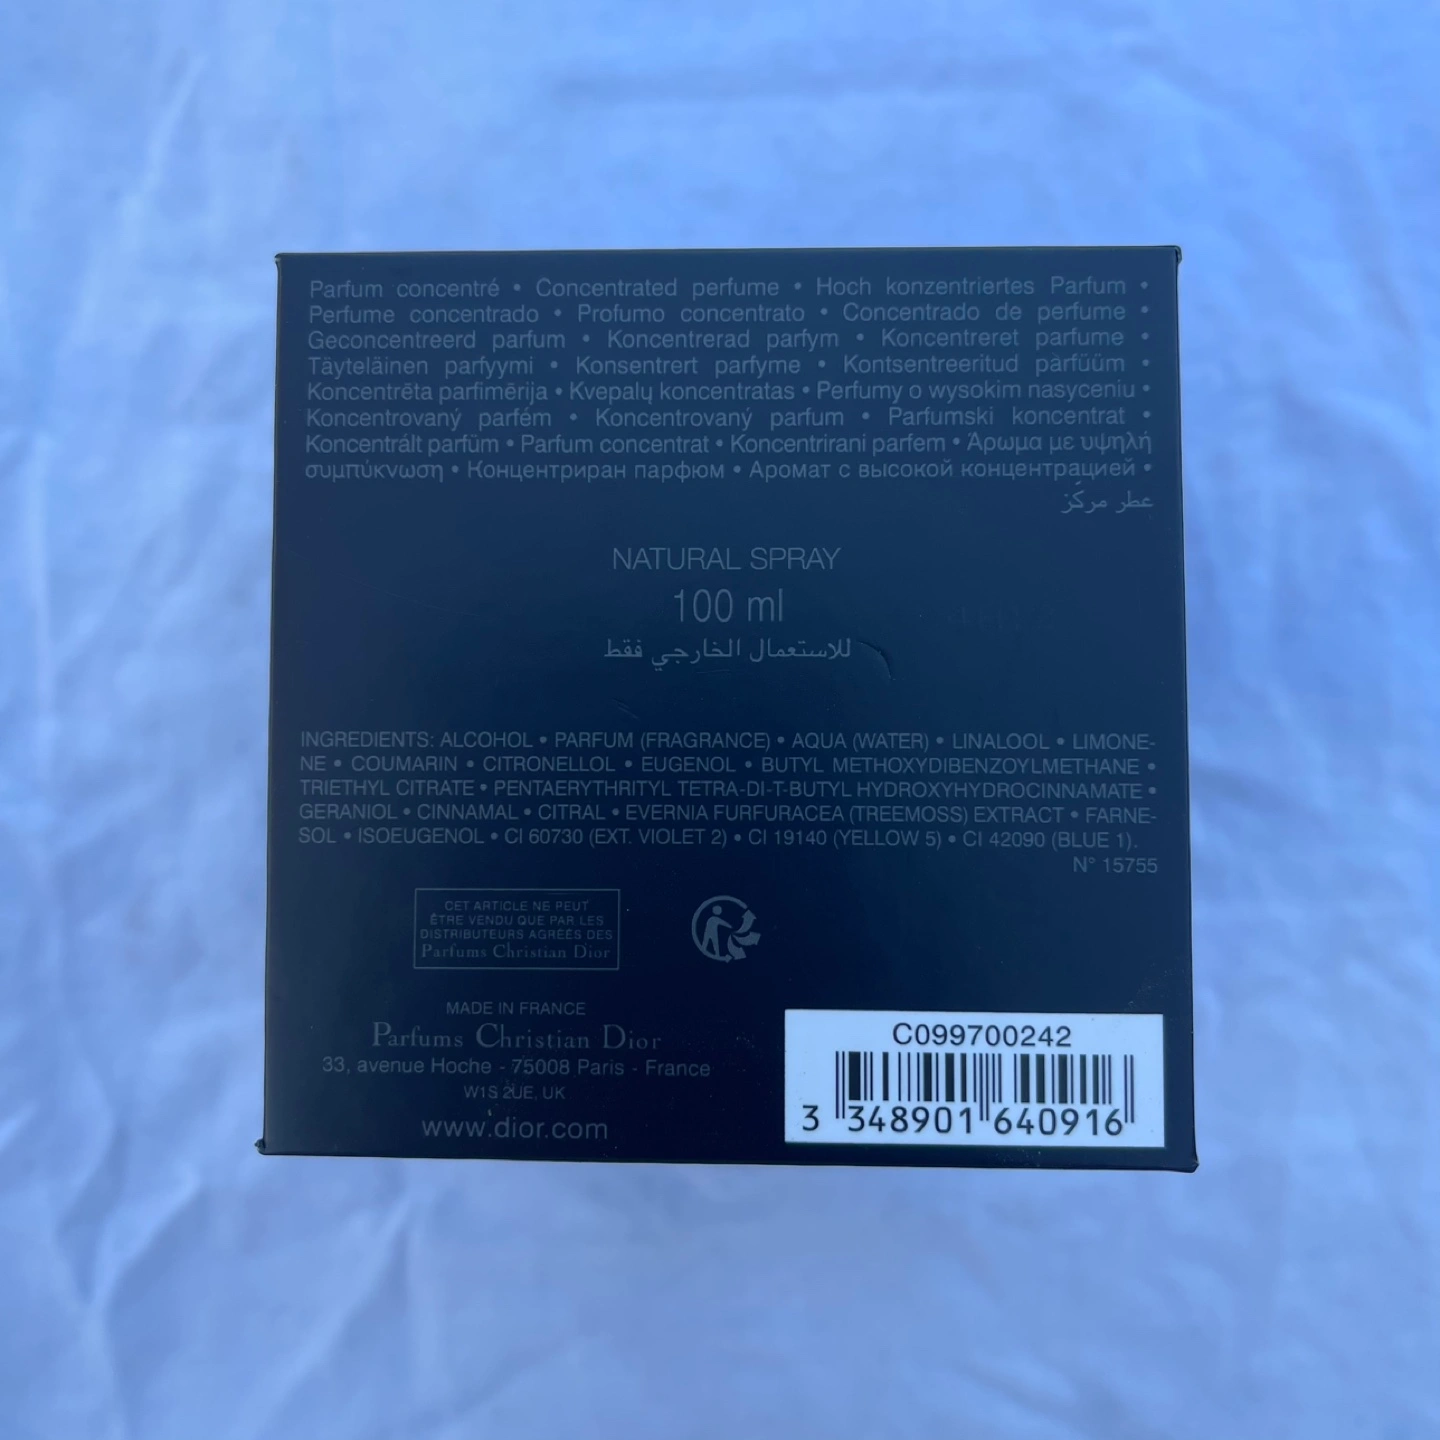 Parfum concentré • Concentrated perfume • Hoch konzentriertes Parfum •
Perfume concentrado • Profumo concentrato • Concentrado de perfume •
Geconcentreerd parfum • Koncentrerad parfym • Koncentreret parfume •
Täyteläinen parfyymi • Konsentrert parfyme • Kontsentreeritud pàrfüüm •
Koncentrēta parfimērija • Kvepalų koncentratas • Perfumy o wysokim nasyceniu •
Koncentrovaný parfém • Koncentrovaný parfum • Parfumski koncentrat •
Koncentrált parfüm • Parfum concentrat • Koncentrirani parfem • Άρωμα με υψηλή
συμπύκνωση • Концентриран парфюм • Аромат с высокой концентрацией •
عطر مركّز
NATURAL SPRAY
100 ml
للاستعمال الخارجي فقط
INGREDIENTS: ALCOHOL • PARFUM (FRAGRANCE) • AQUA (WATER) • LINALOOL • LIMONE-
NE • COUMARIN • CITRONELLOL • EUGENOL • BUTYL METHOXYDIBENZOYLMETHANE •
TRIETHYL CITRATE • PENTAERYTHRITYL TETRA-DI-T-BUTYL HYDROXYHYDROCINNAMATE •
GERANIOL • CINNAMAL • CITRAL • EVERNIA FURFURACEA (TREEMOSS) EXTRACT • FARNE-
SOL • ISOEUGENOL • CI 60730 (EXT. VIOLET 2) • CI 19140 (YELLOW 5) • CI 42090 (BLUE 1).
N° 15755
CET ARTICLE NE PEUT
ÊTRE VENDU QUE PAR LES
DISTRIBUTEURS AGRÉÉS DES
Parfums Christian Dior
MADE IN FRANCE
Parfums Christian Dior
33, avenue Hoche - 75008 Paris - France
W1S 2UE, UK
www.dior.com
C099700242
3 348901 640916